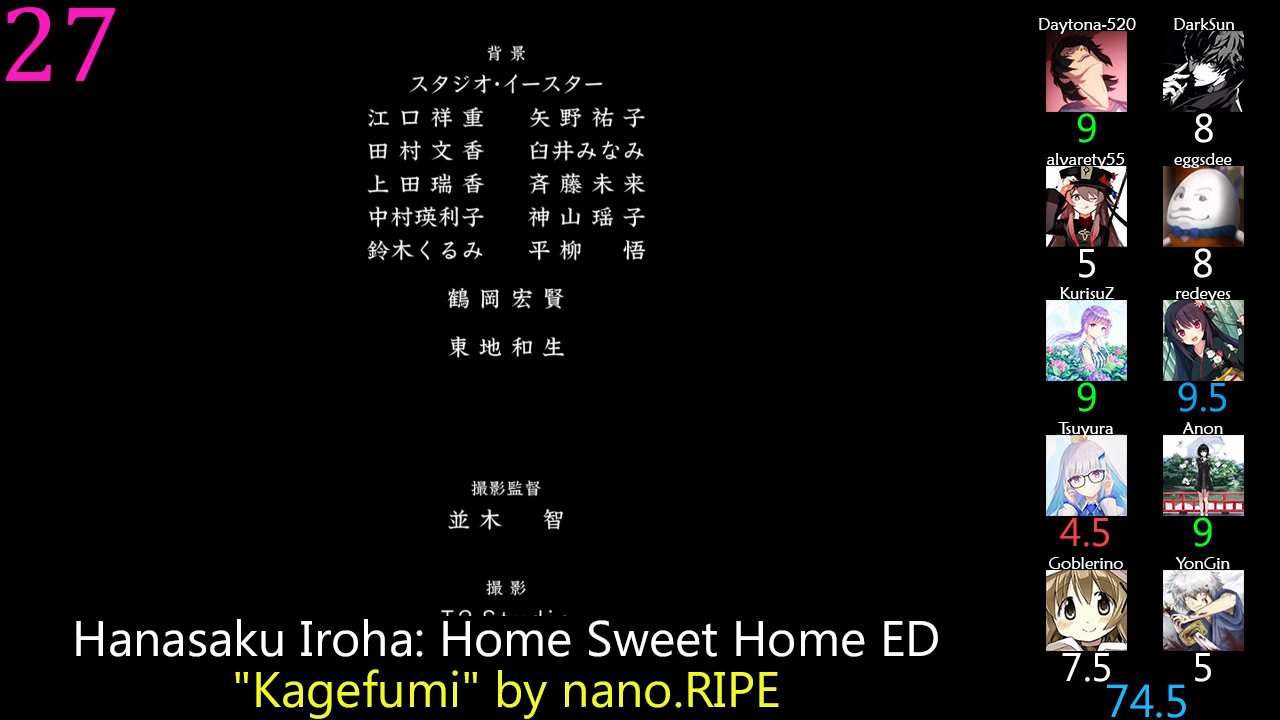 27
背景
スタジオ・イースター
江口祥重 矢野祐子
田村文香 臼井みなみ
上田瑞香 斉藤未来
中村瑛利子 神山瑶子
鈴木くるみ 平柳 悟
鶴岡宏賢
東地和生
撮影監督
並木 智
撮影
Hanasaku Iroha: Home Sweet Home ED
"Kagefumi" by nano.RIPE
Daytona-520 DarkSun
9 8
alvarety55 eggsdee
5 8
KurisuZ redeyes
9 9.5
Tsuyura Anon
4.5 9
Goblerino YonGin
7.5 5
74.5